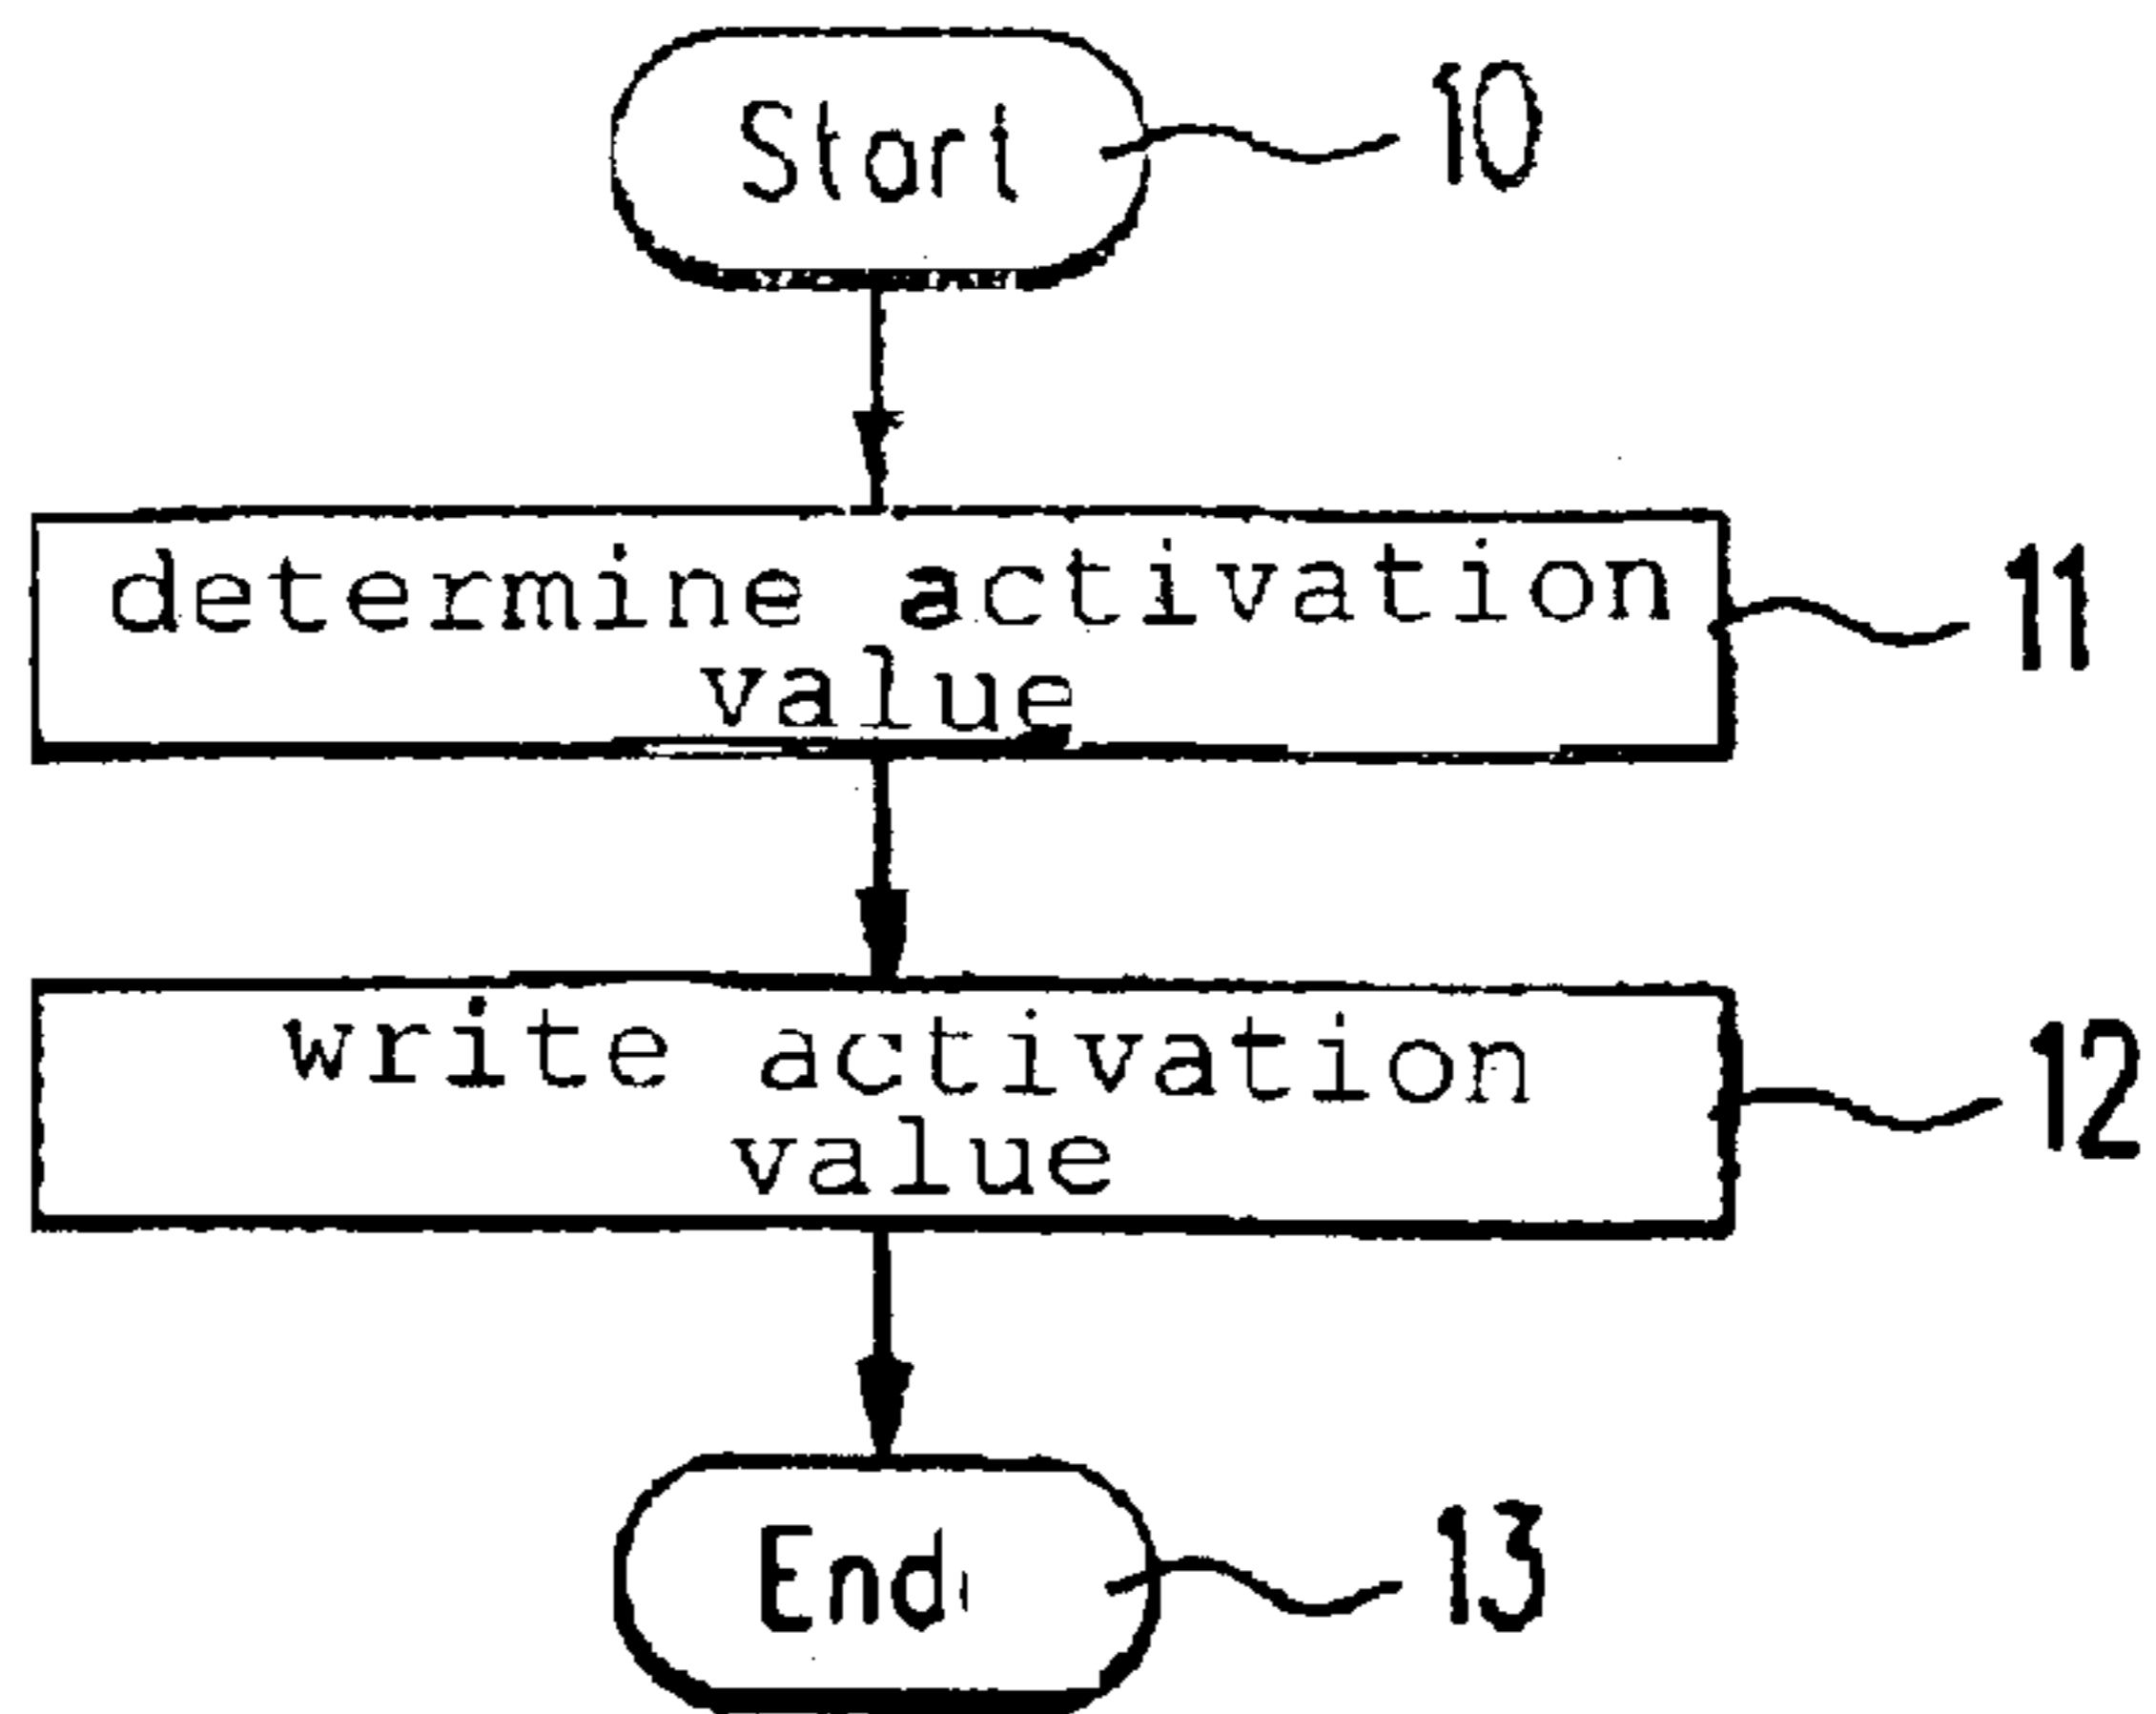 Start
10
determine activation
value
11
write activation
value
12
End
13